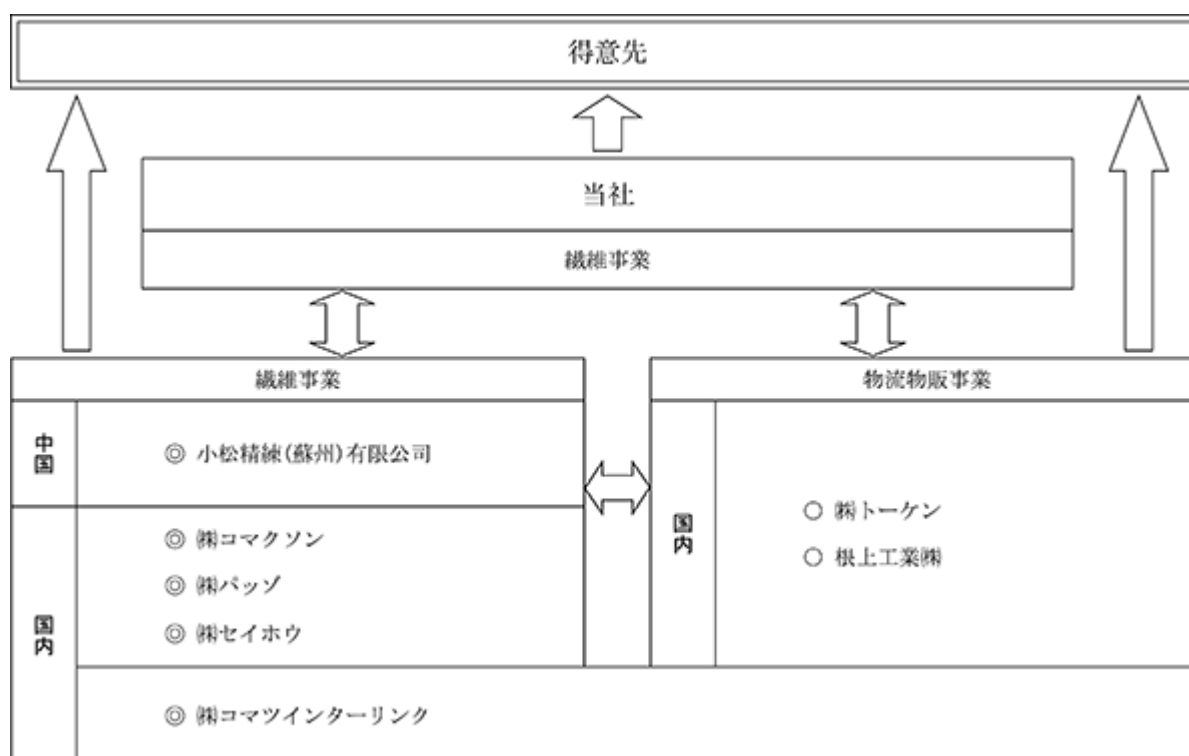 得意先
当社
繊維事業
繊維事業
中国
◎ 小松精練(蘇州)有限公司
国内
◎ ㈱コマクソン
◎ ㈱パッゾ
◎ ㈱セイホウ
◎ ㈱コマツインターリンク
物流物販事業
国内
○ ㈱トーケン
○ 根上工業㈱